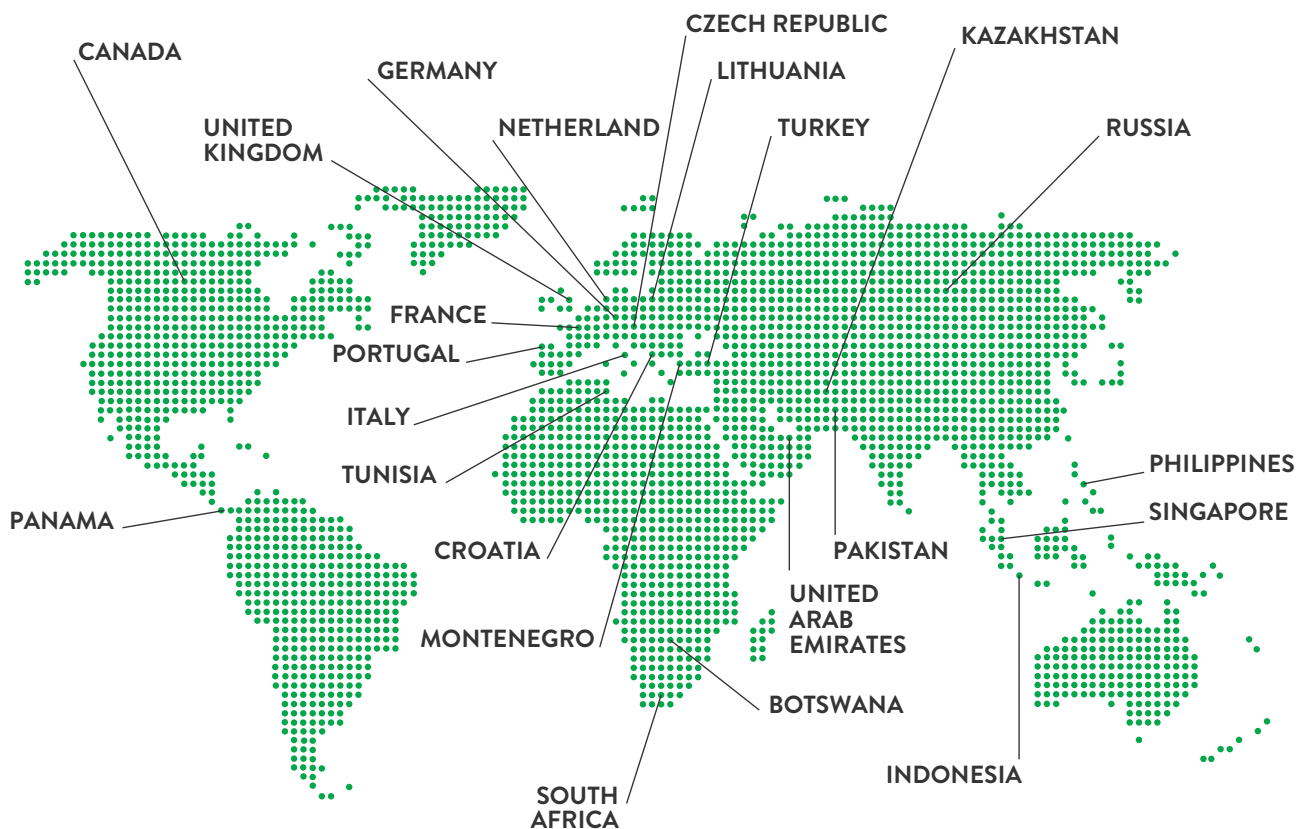 CZECH REPUBLIC
KAZAKHSTAN
CANADA
GERMANY
LITHUANIA
UNITED
KINGDOM
NETHERLAND
TURKEY
RUSSIA
FRANCE
PORTUGAL
ITALY
TUNISIA
PHILIPPINES
PANAMA
SINGAPORE
CROATIA
PAKISTAN
UNITED
ARAB
EMIRATES
MONTENEGRO
BOTSWANA
INDONESIA
SOUTH
AFRICA